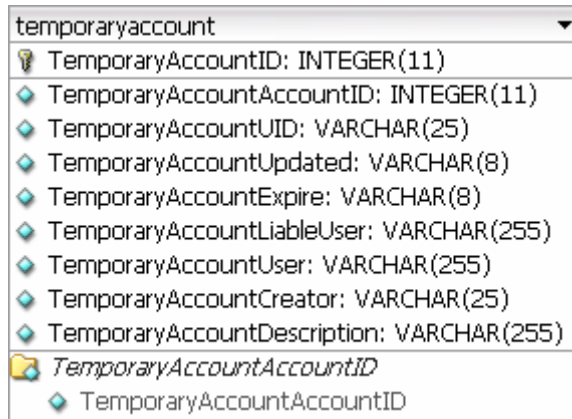 temporaryaccount
TemporaryAccountID: INTEGER(11)
TemporaryAccountAccountID: INTEGER(11)
TemporaryAccountUID: VARCHAR(25)
TemporaryAccountUpdated: VARCHAR(8)
TemporaryAccountExpire: VARCHAR(8)
TemporaryAccountLiableUser: VARCHAR(255)
TemporaryAccountUser: VARCHAR(255)
TemporaryAccountCreator: VARCHAR(25)
TemporaryAccountDescription: VARCHAR(255)
TemporaryAccountAccountID
TemporaryAccountAccountID